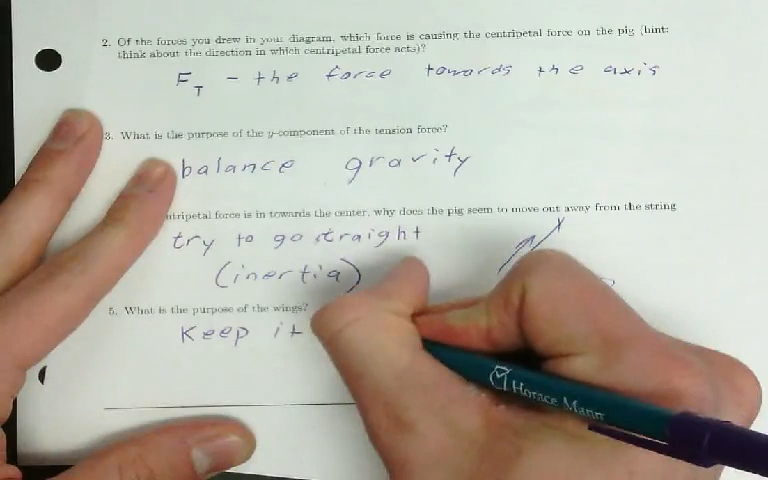 2. Of the forces you drew in your diagram, which force is causing the centripetal force on the pig (hint:
think about the direction in which centripetal force acts)?
F_T - the force towards the axis
3. What is the purpose of the y-component of the tension force?
balance gravity
ntripetal force is in towards the center, why does the pig seem to move out away from the string
try to go straight
(inertia)
5. What is the purpose of the wings?
Keep it
Horace Mann